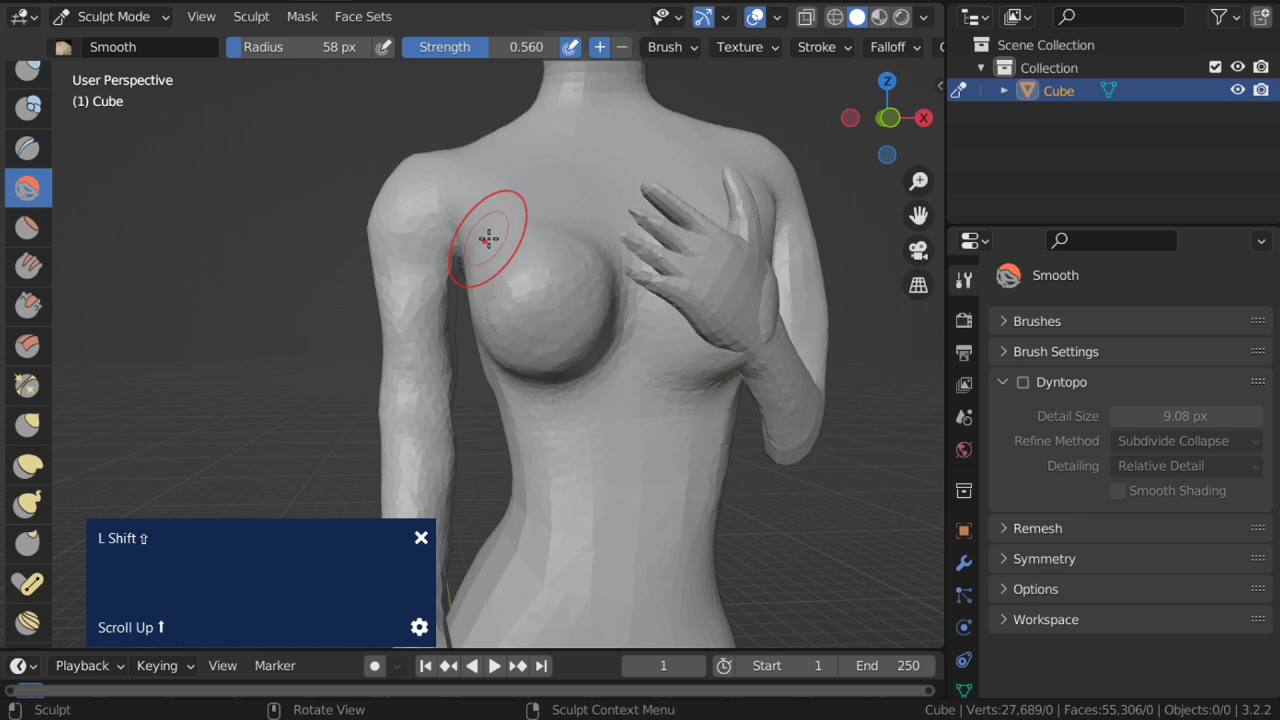 Sculpt Mode View Sculpt Mask Face Sets
Smooth Radius 58 px Strength 0.560 Brush Texture Stroke Falloff
User Perspective
(1) Cube
Z
X
Scene Collection
Collection
Cube
Smooth
Brushes
Brush Settings
Dyntopo
Detail Size 9.08 px
Refine Method Subdivide Collapse
Detailing Relative Detail
Smooth Shading
Remesh
Symmetry
Options
Workspace
L Shift ⇧
Scroll Up
Playback Keying View Marker 1 Start 1 End 250
Sculpt Rotate View Sculpt Context Menu Cube | Verts:27,689/0 | Faces:55,306/0 | Objects:0/0 | 3.2.2